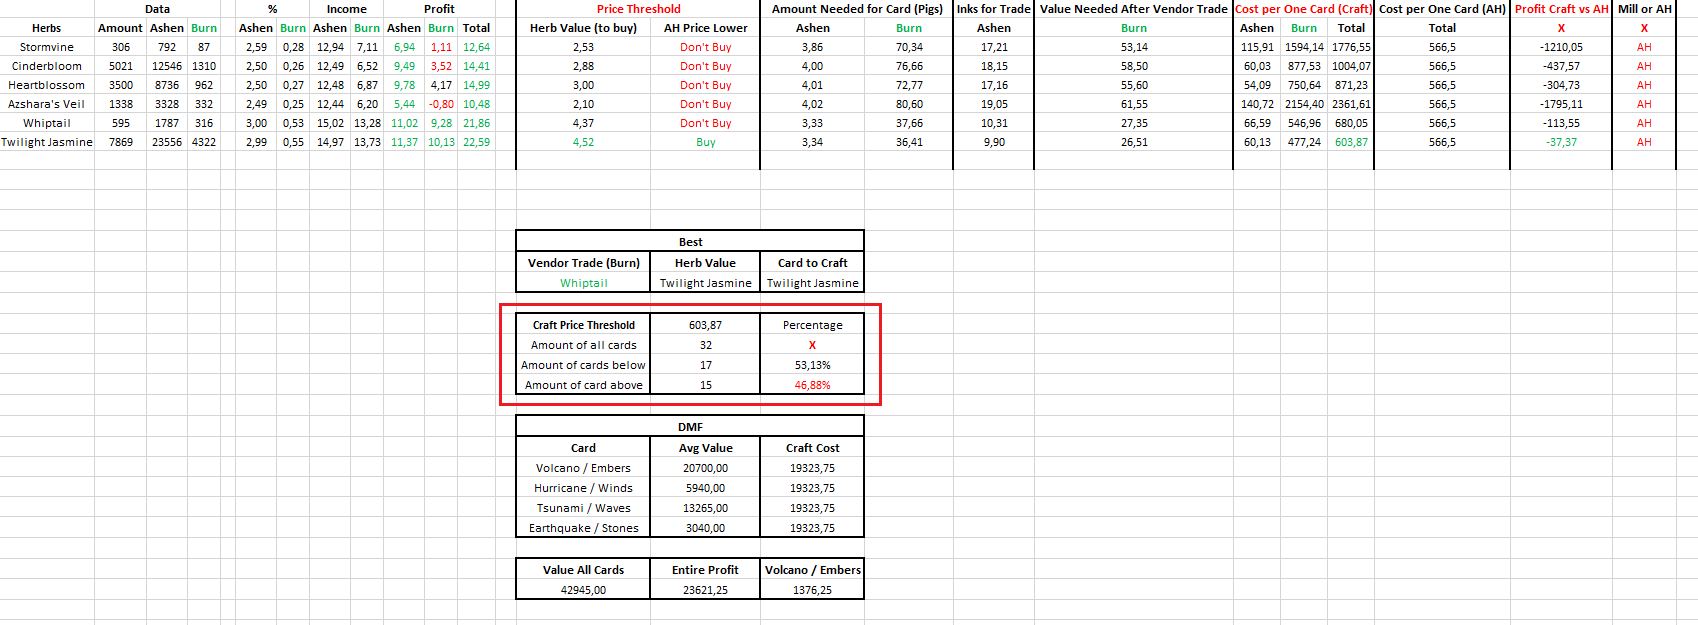 Data % Income Profit Price Threshold Amount Needed for Card (Pigs) Inks for Trade Value Needed After Vendor Trade Cost per One Card (Craft) Cost per One Card (AH) Profit Craft vs AH Mill or AH
Herbs Amount Ashen Burn Ashen Burn Ashen Burn Ashen Burn Total Herb Value (to buy) AH Price Lower Ashen Burn Ashen Burn Ashen Burn Total Total X X
Stormvine 306 792 87 2,59 0,28 12,94 7,11 6,94 1,11 12,64 2,53 Don't Buy 3,86 70,34 17,21 53,14 115,91 1594,14 1776,55 566,5 -1210,05 AH
Cinderbloom 5021 12546 1310 2,50 0,26 12,49 6,52 9,49 3,52 14,41 2,88 Don't Buy 4,00 76,66 18,15 58,50 60,03 877,53 1004,07 566,5 -437,57 AH
Heartblossom 3500 8736 962 2,50 0,27 12,48 6,87 9,78 4,17 14,99 3,00 Don't Buy 4,01 72,77 17,16 55,60 54,09 750,64 871,23 566,5 -304,73 AH
Azshara's Veil 1338 3328 332 2,49 0,25 12,44 6,20 5,44 -0,80 10,48 2,10 Don't Buy 4,02 80,60 19,05 61,55 140,72 2154,40 2361,61 566,5 -1795,11 AH
Whiptail 595 1787 316 3,00 0,53 15,02 13,28 11,02 9,28 21,86 4,37 Don't Buy 3,33 37,66 10,31 27,35 66,59 546,96 680,05 566,5 -113,55 AH
Twilight Jasmine 7869 23556 4322 2,99 0,55 14,97 13,73 11,37 10,13 22,59 4,52 Buy 3,34 36,41 9,90 26,51 60,13 477,24 603,87 566,5 -37,37 AH
Best
Vendor Trade (Burn) Herb Value Card to Craft
Whiptail Twilight Jasmine Twilight Jasmine
Craft Price Threshold 603,87 Percentage
Amount of all cards 32 X
Amount of cards below 17 53,13%
Amount of card above 15 46,88%
DMF
Card Avg Value Craft Cost
Volcano / Embers 20700,00 19323,75
Hurricane / Winds 5940,00 19323,75
Tsunami / Waves 13265,00 19323,75
Earthquake / Stones 3040,00 19323,75
Value All Cards Entire Profit Volcano / Embers
42945,00 23621,25 1376,25